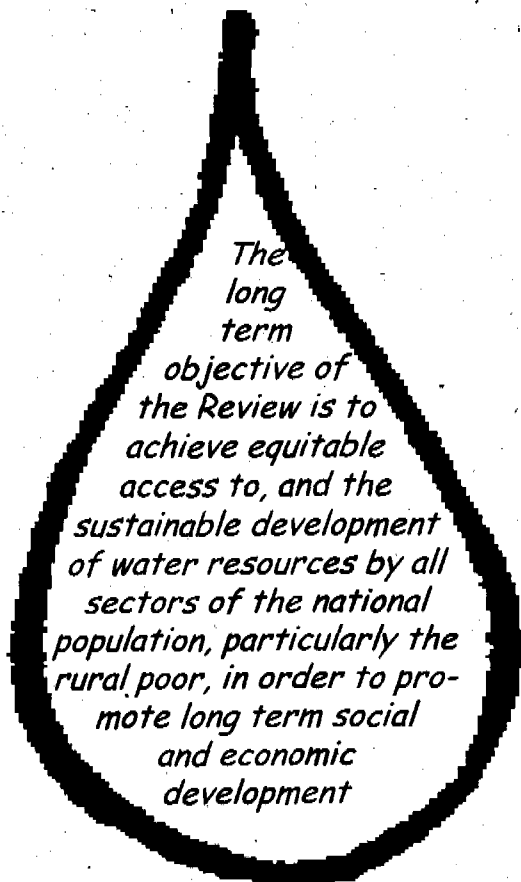 The
long
term
objective of
the Review is to
achieve equitable
access to, and the
sustainable development
of water resources by all
sectors of the national
population, particularly the
rural poor, in order to pro-
mote long term social
and economic
development